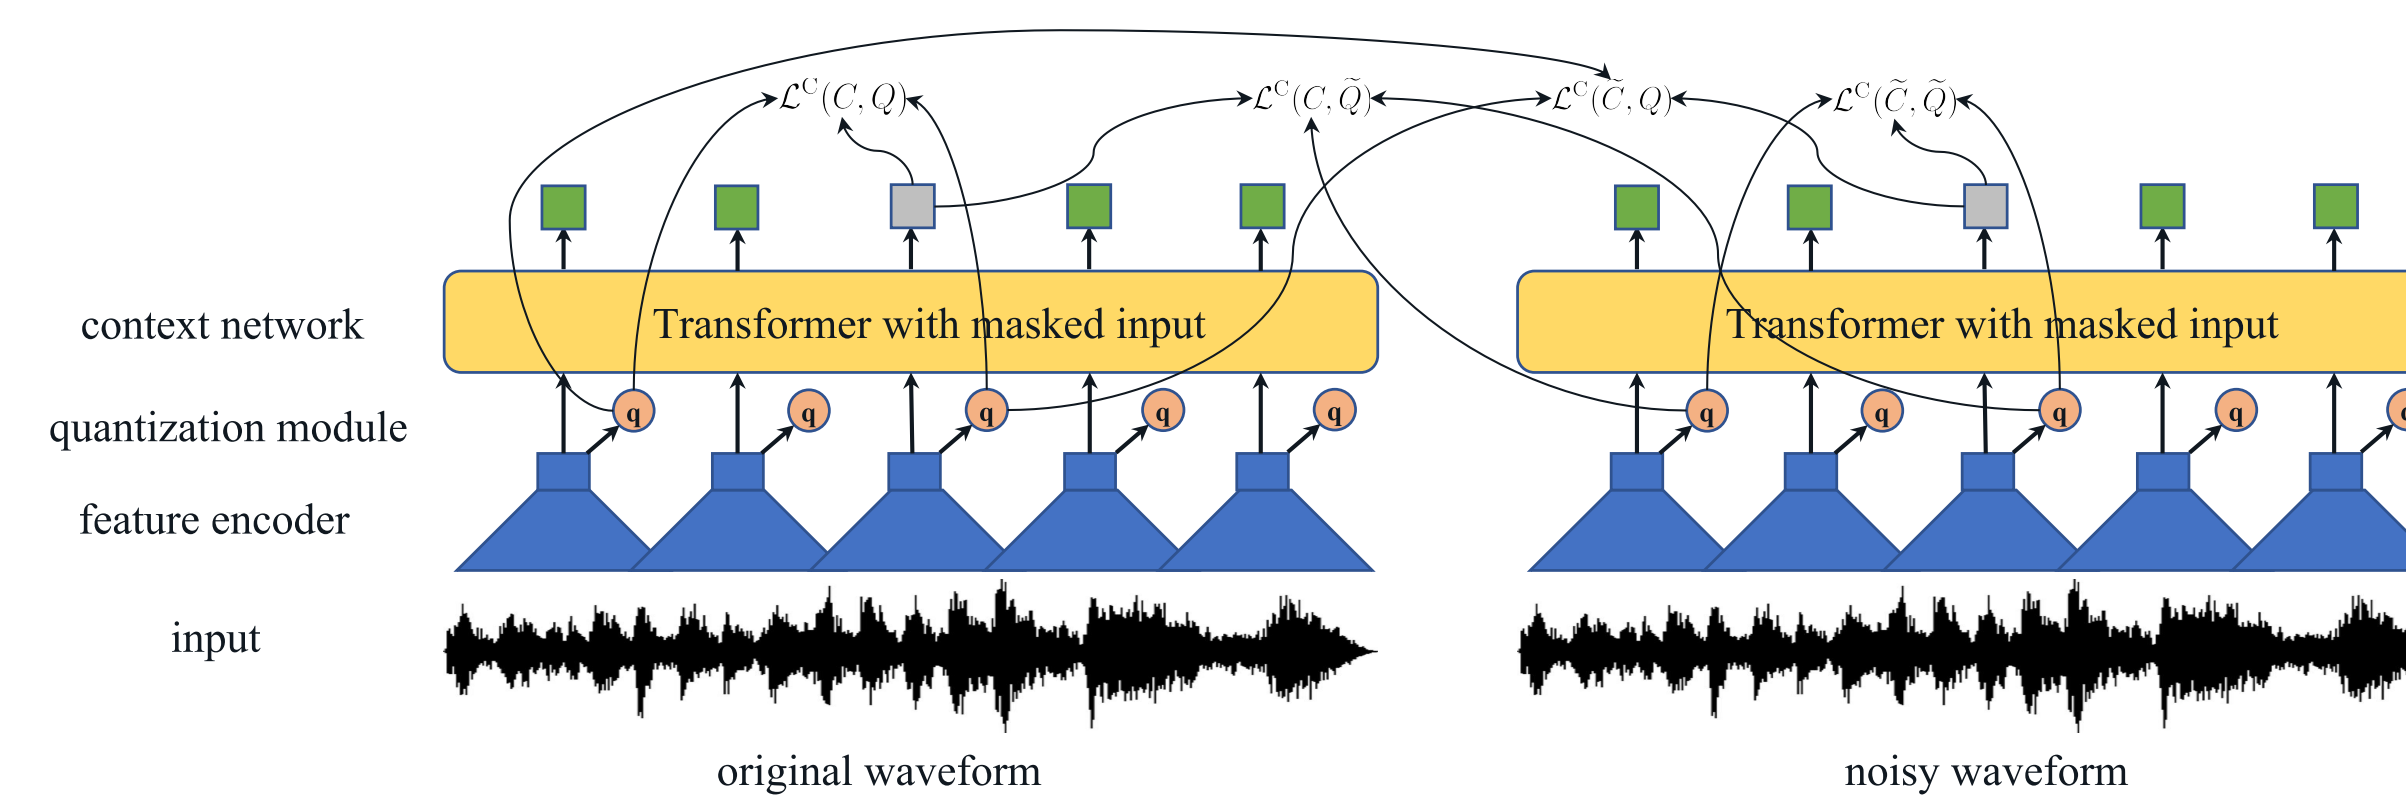 ℒ^C(C, Q) ℒ^C(C, Q̃) ℒ^C(C̃, Q) ℒ^C(C̃, Q̃)
context network
Transformer with masked input
Transformer with masked input
quantization module
q q q q q
q q q q
feature encoder
input
original waveform
noisy waveform